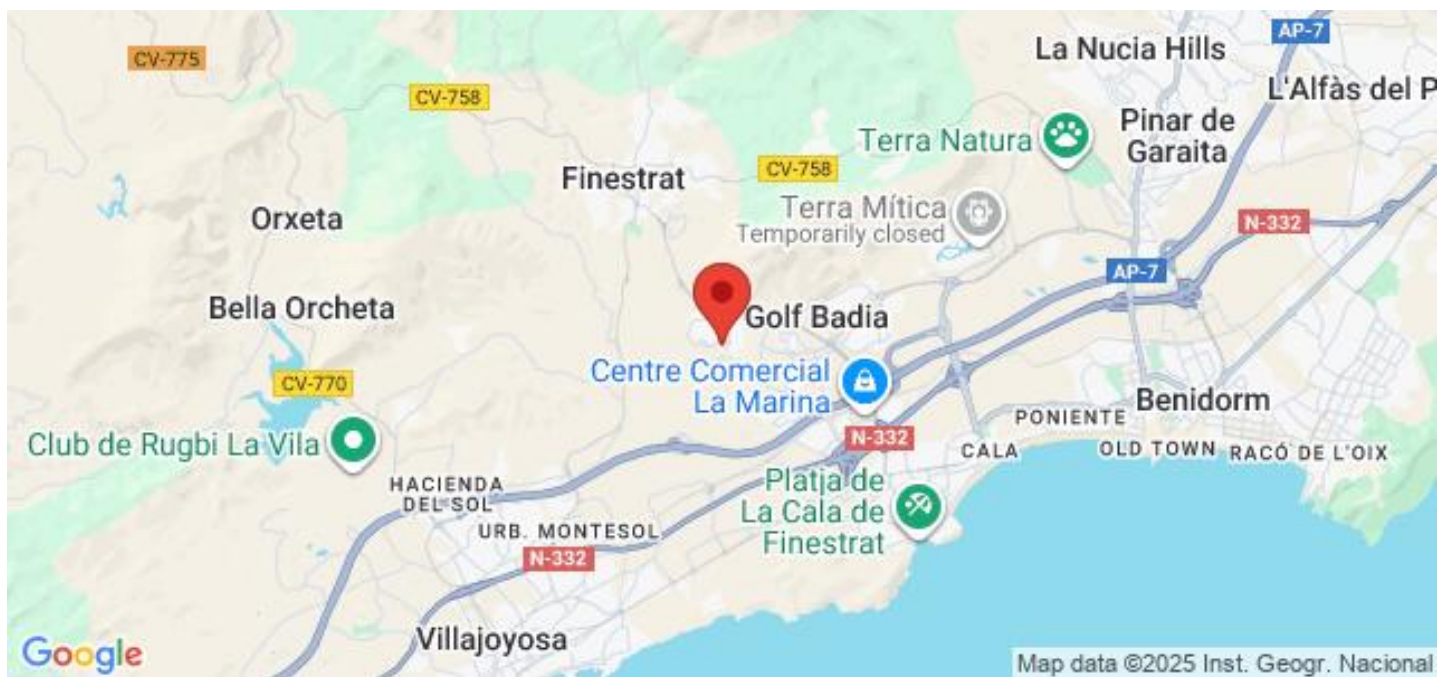 CV-775
CV-758
AP-7
La Nucia Hills
L'Alfàs del P
Terra Natura
Pinar de
Garaita
Finestrat
CV-758
Orxeta
Terra Mítica
Temporarily closed
N-332
AP-7
Bella Orcheta
Golf Badia
Centre Comercial
La Marina
CV-770
Benidorm
PONIENTE
Club de Rugbi La Vila
N-332
CALA
OLD TOWN
RACÓ DE L'OIX
HACIENDA
DEL SOL
Platja de
La Cala de
Finestrat
URB. MONTESOL
N-332
Villajoyosa
Google
Map data ©2025 Inst. Geogr. Nacional